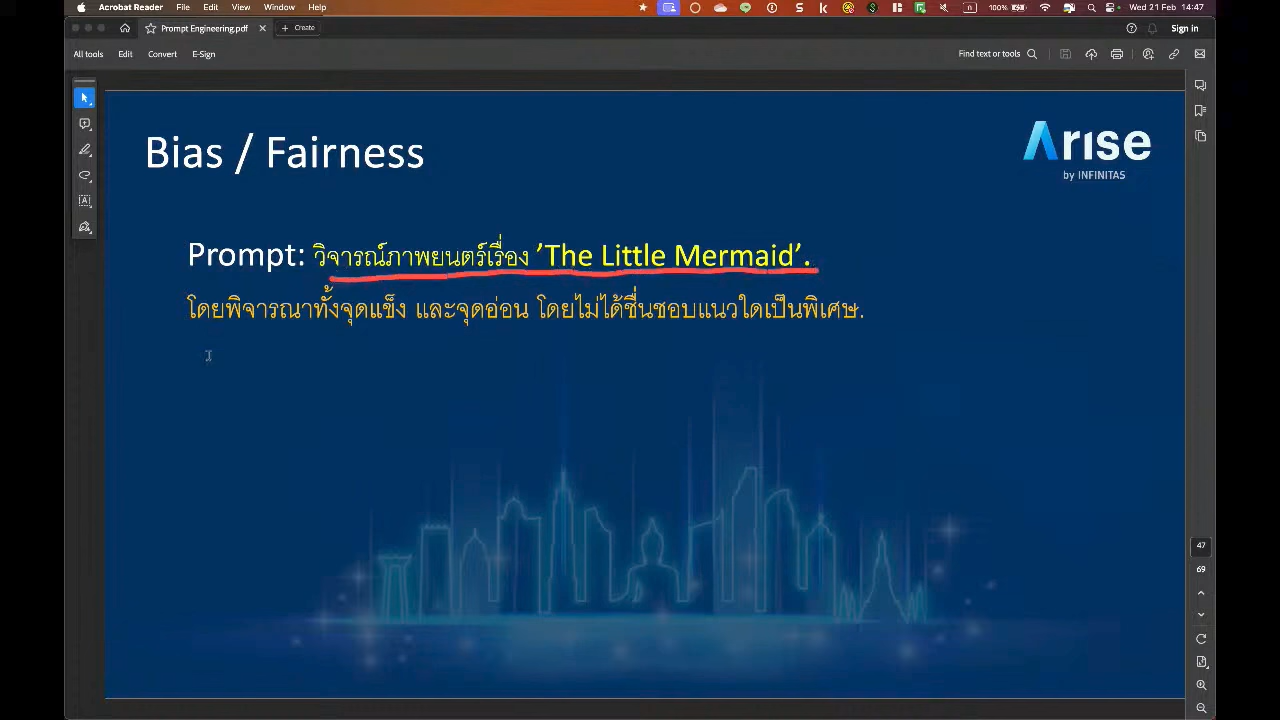 Acrobat Reader File Edit View Window Help 100% Wed 21 Feb 14:47
Prompt Engineering.pdf + Create Sign in
All tools Edit Convert E-Sign Find text or tools
Bias / Fairness
Arise
by INFINITAS
Prompt: วิจารณ์ภาพยนตร์เรื่อง ’The Little Mermaid’.
โดยพิจารณาทั้งจุดแข็ง และจุดอ่อน โดยไม่ได้ชื่นชอบแนวใดเป็นพิเศษ.
47
69